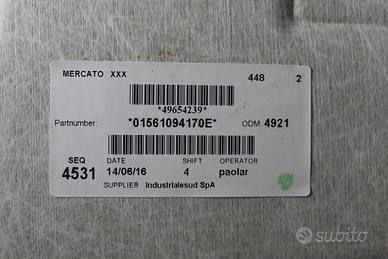 MERCATO XXX 448 2
*49654239*
Partnumber: *01561094170E* ODM. 4921
SEQ DATE SHIFT OPERATOR
4531 14/06/16 4 paolar
SUPPLIER Industrialesud SpA
subito